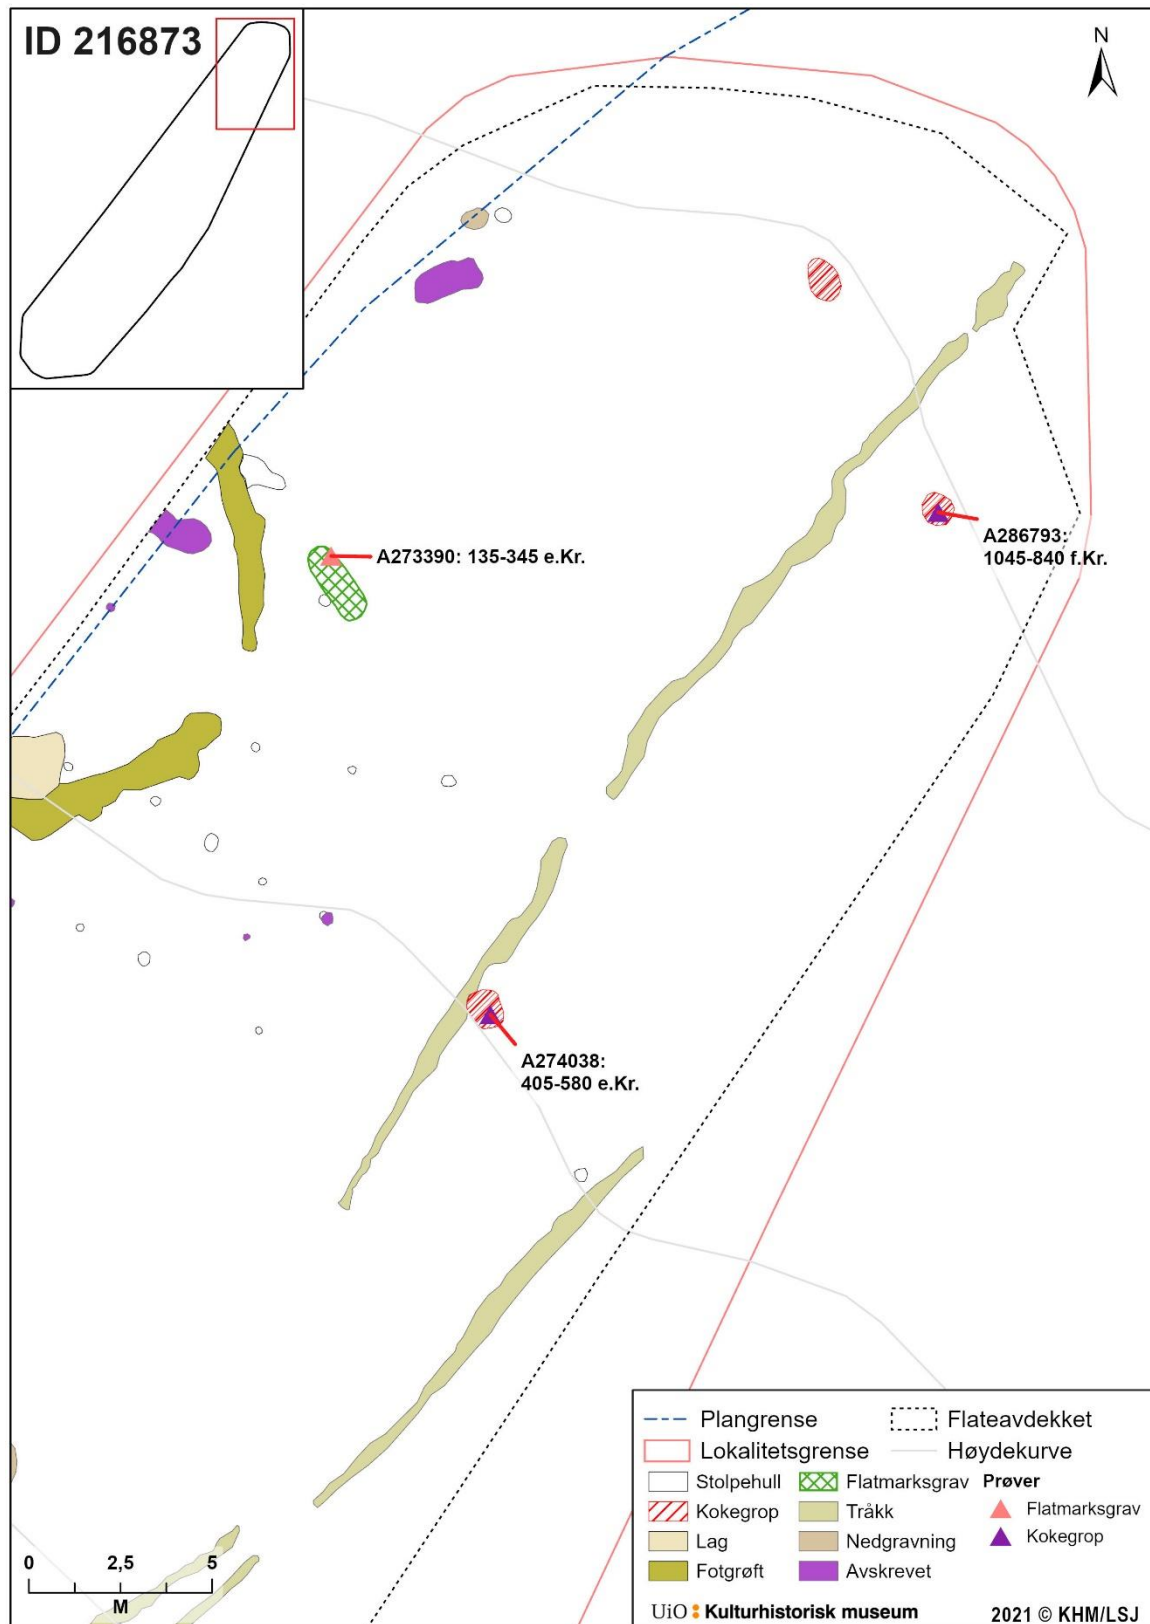 ID 216873
N
A273390: 135-345 e.Kr.
A286793:
1045-840 f.Kr.
A274038:
405-580 e.Kr.
Plangrense
Flateavdekket
Lokalitetsgrense
Høydekurve
Stolpehull
Flatmarksgrav
Prøver
Kokegrop
Tråkk
Flatmarksgrav
Lag
Nedgravning
Kokegrop
Fotgrøft
Avskrevet
0 2,5 5
M
UiO Kulturhistorisk museum
2021 © KHM/LSJ